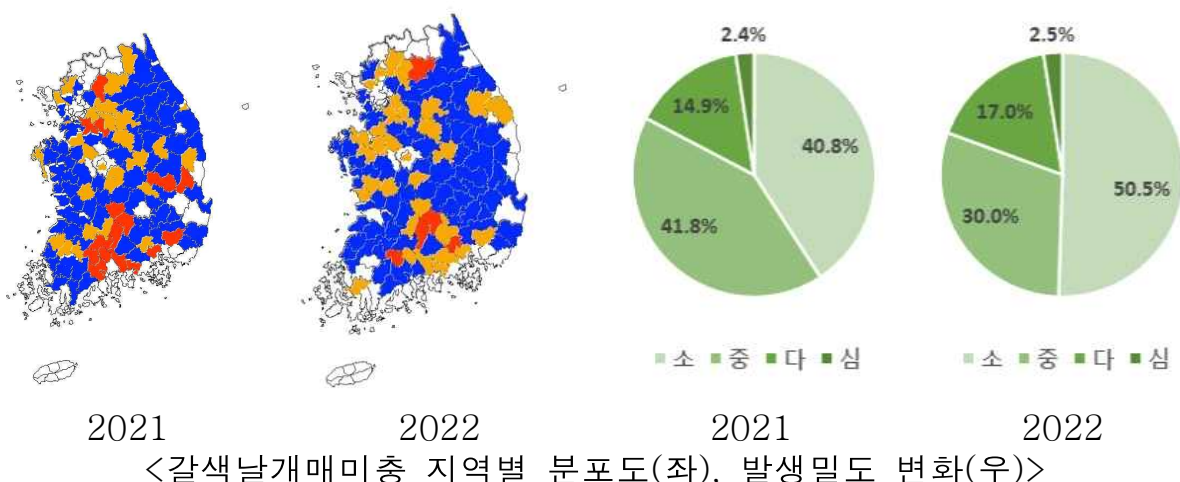 2.4%
14.9%
40.8%
41.8%
2.5%
17.0%
50.5%
30.0%
소 중 다 심
소 중 다 심
2021 2022 2021 2022
<갈색날개매미충 지역별 분포도(좌), 발생밀도 변화(우)>